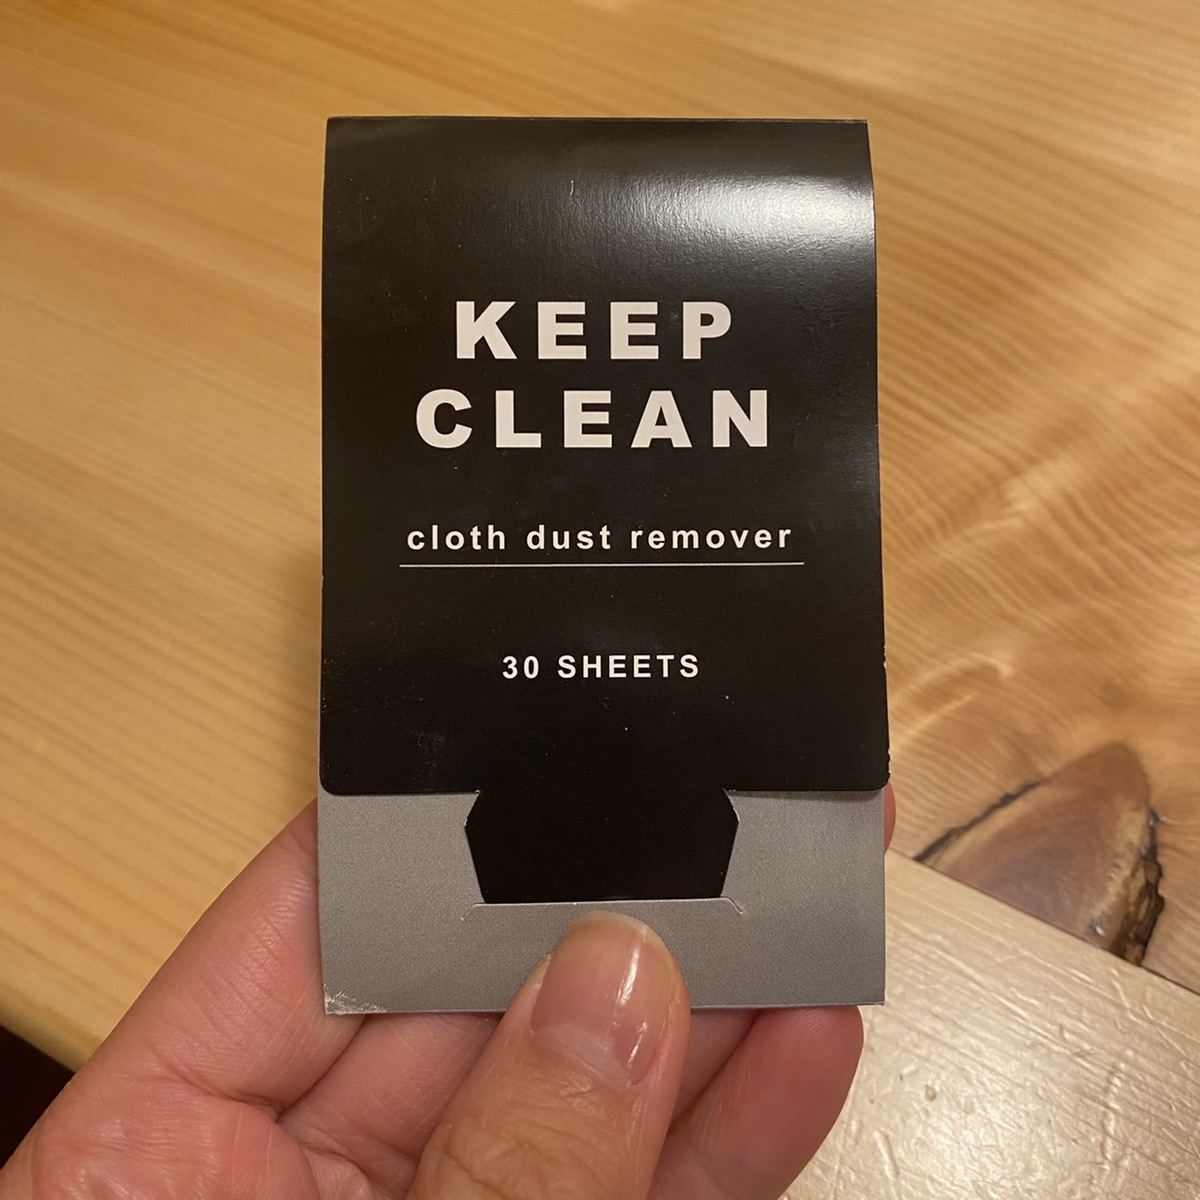 KEEP
CLEAN
cloth dust remover
30 SHEETS